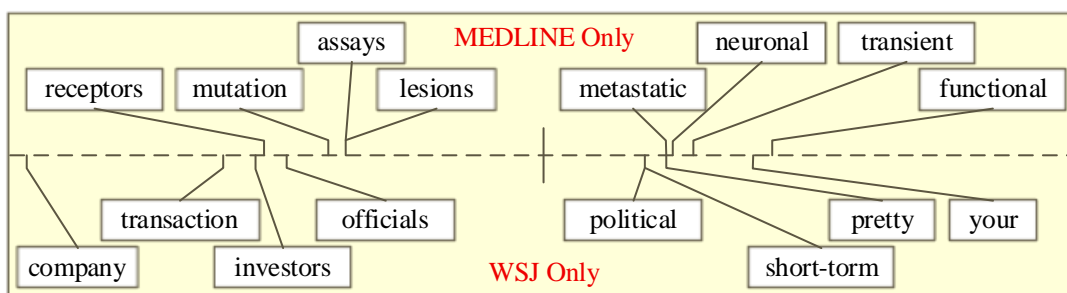 assays MEDLINE Only neuronal transient
receptors mutation lesions metastatic functional
transaction officials political pretty your
company investors WSJ Only short-torm